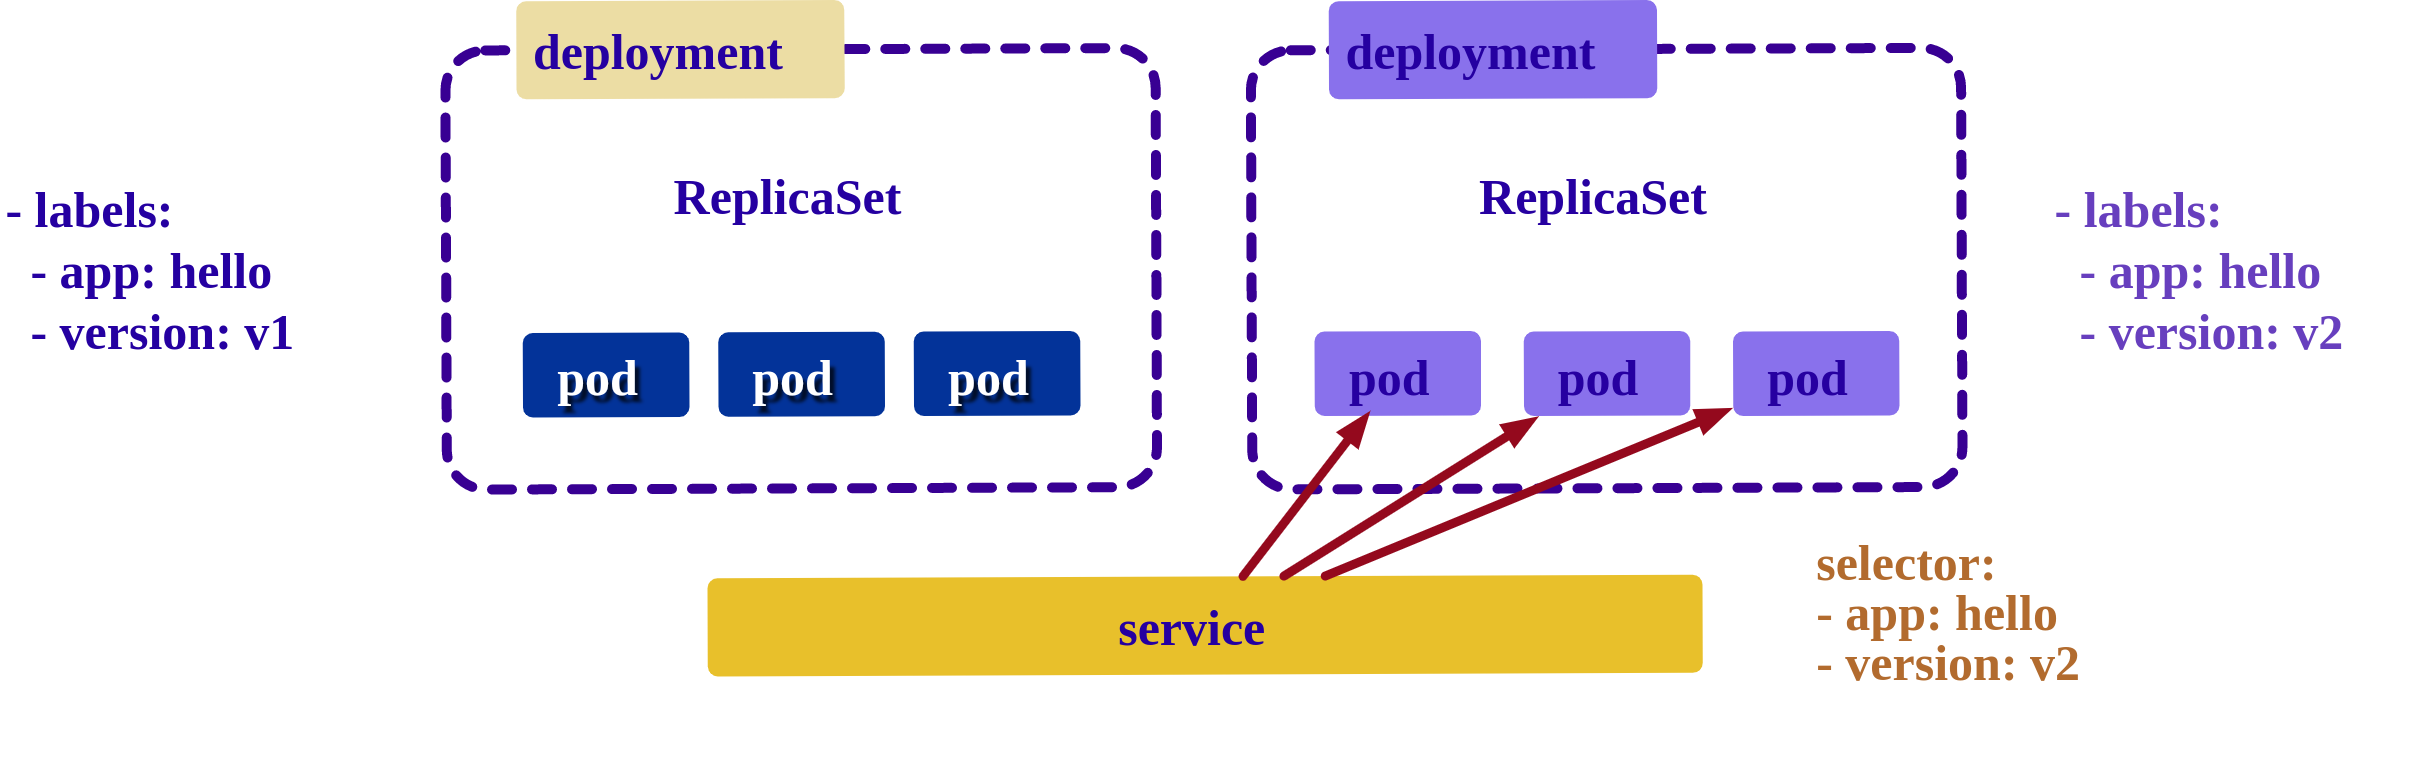 deployment
deployment
ReplicaSet
ReplicaSet
- labels:
- app: hello
- version: v1
- labels:
- app: hello
- version: v2
pod
pod
pod
pod
pod
pod
service
selector:
- app: hello
- version: v2